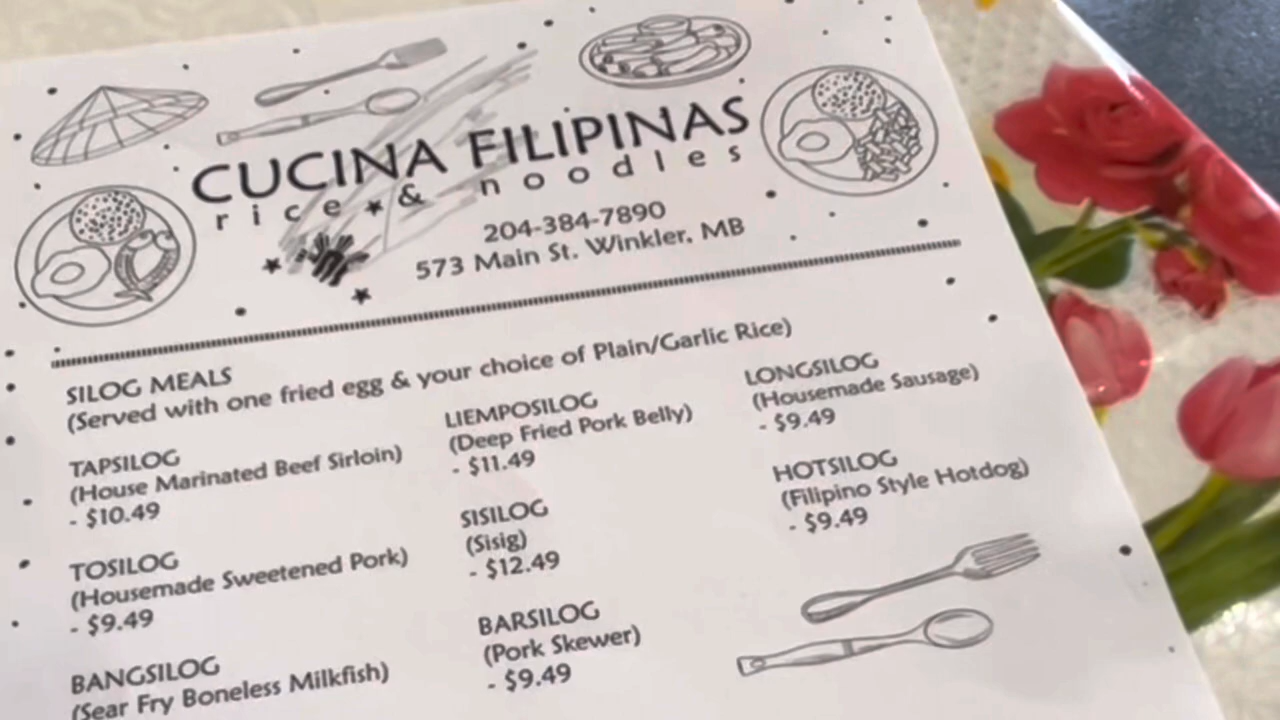 CUCINA FILIPINAS
rice & noodles
204-384-7890
573 Main St. Winkler, MB
SILOG MEALS
(Served with one fried egg & your choice of Plain/Garlic Rice)
TAPSILOG
(House Marinated Beef Sirloin)
- $10.49
TOSILOG
(Housemade Sweetened Pork)
- $9.49
BANGSILOG
(Sear Fry Boneless Milkfish)
LIEMPOSILOG
(Deep Fried Pork Belly)
- $11.49
SISILOG
(Sisig)
- $12.49
BARSILOG
(Pork Skewer)
- $9.49
LONGSILOG
(Housemade Sausage)
- $9.49
HOTSILOG
(Filipino Style Hotdog)
- $9.49